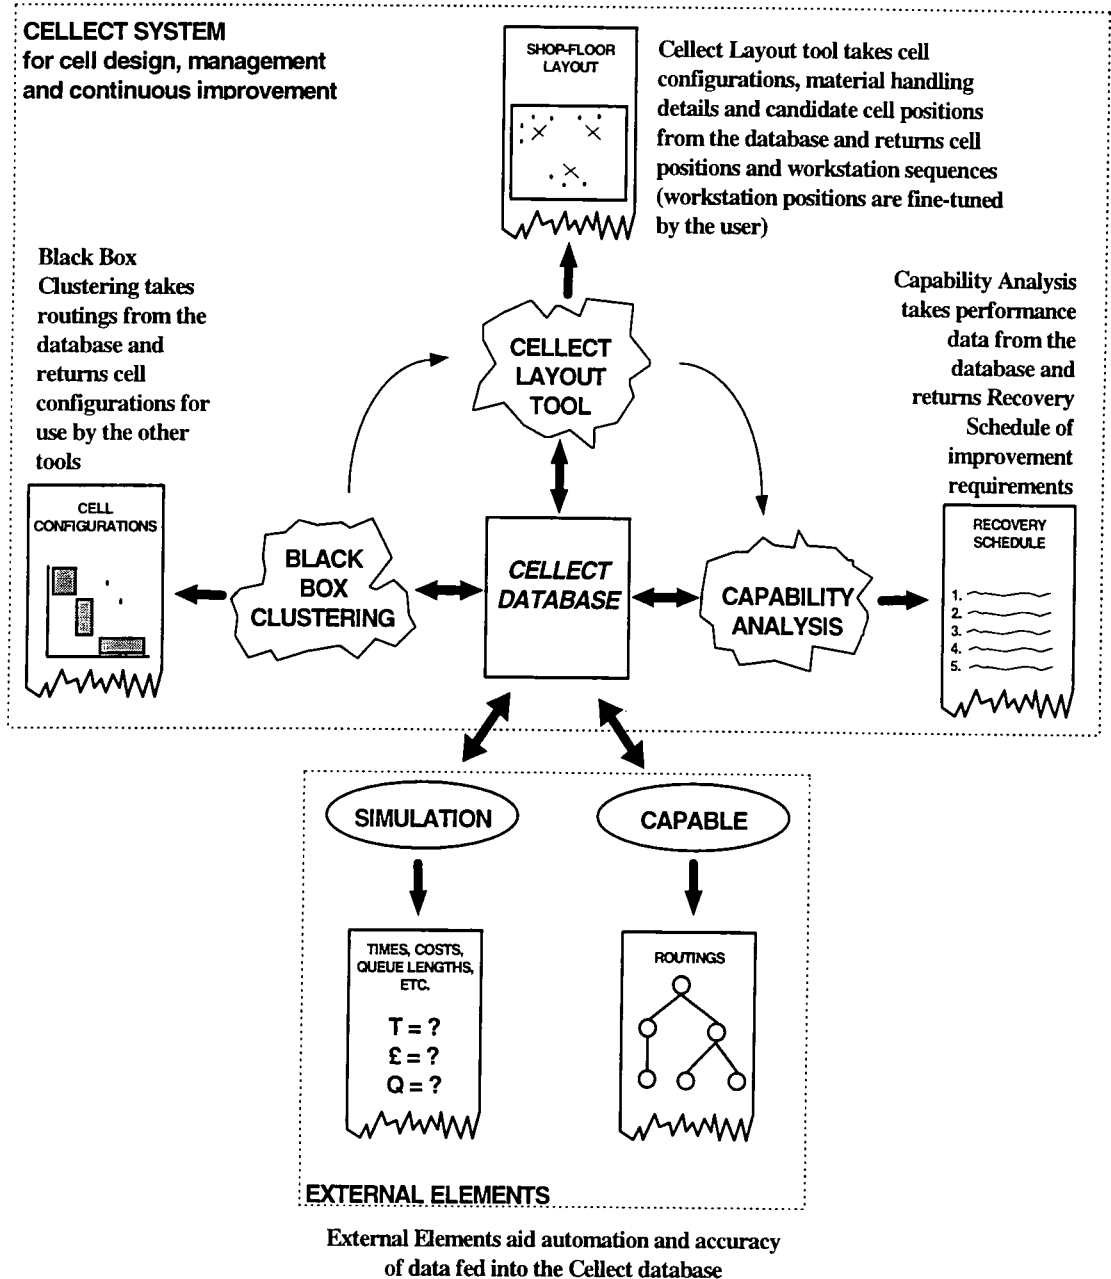 CELLECT SYSTEM
for cell design, management
and continuous improvement
SHOP-FLOOR
LAYOUT
Cellect Layout tool takes cell
configurations, material handling
details and candidate cell positions
from the database and returns cell
positions and workstation sequences
(workstation positions are fine-tuned
by the user)
Black Box
Clustering takes
routings from the
database and
returns cell
configurations for
use by the other
tools
Capability Analysis
takes performance
data from the
database and
returns Recovery
Schedule of
improvement
requirements
CELLECT
LAYOUT
TOOL
CELL
CONFIGURATIONS
BLACK
BOX
CLUSTERING
CELLECT
DATABASE
CAPABILITY
ANALYSIS
RECOVERY
SCHEDULE
1.
2.
3.
4.
5.
SIMULATION
CAPABLE
TIMES, COSTS,
QUEUE LENGTHS,
ETC.
T = ?
£ = ?
Q = ?
ROUTINGS
EXTERNAL ELEMENTS
External Elements aid automation and accuracy
of data fed into the Cellect database